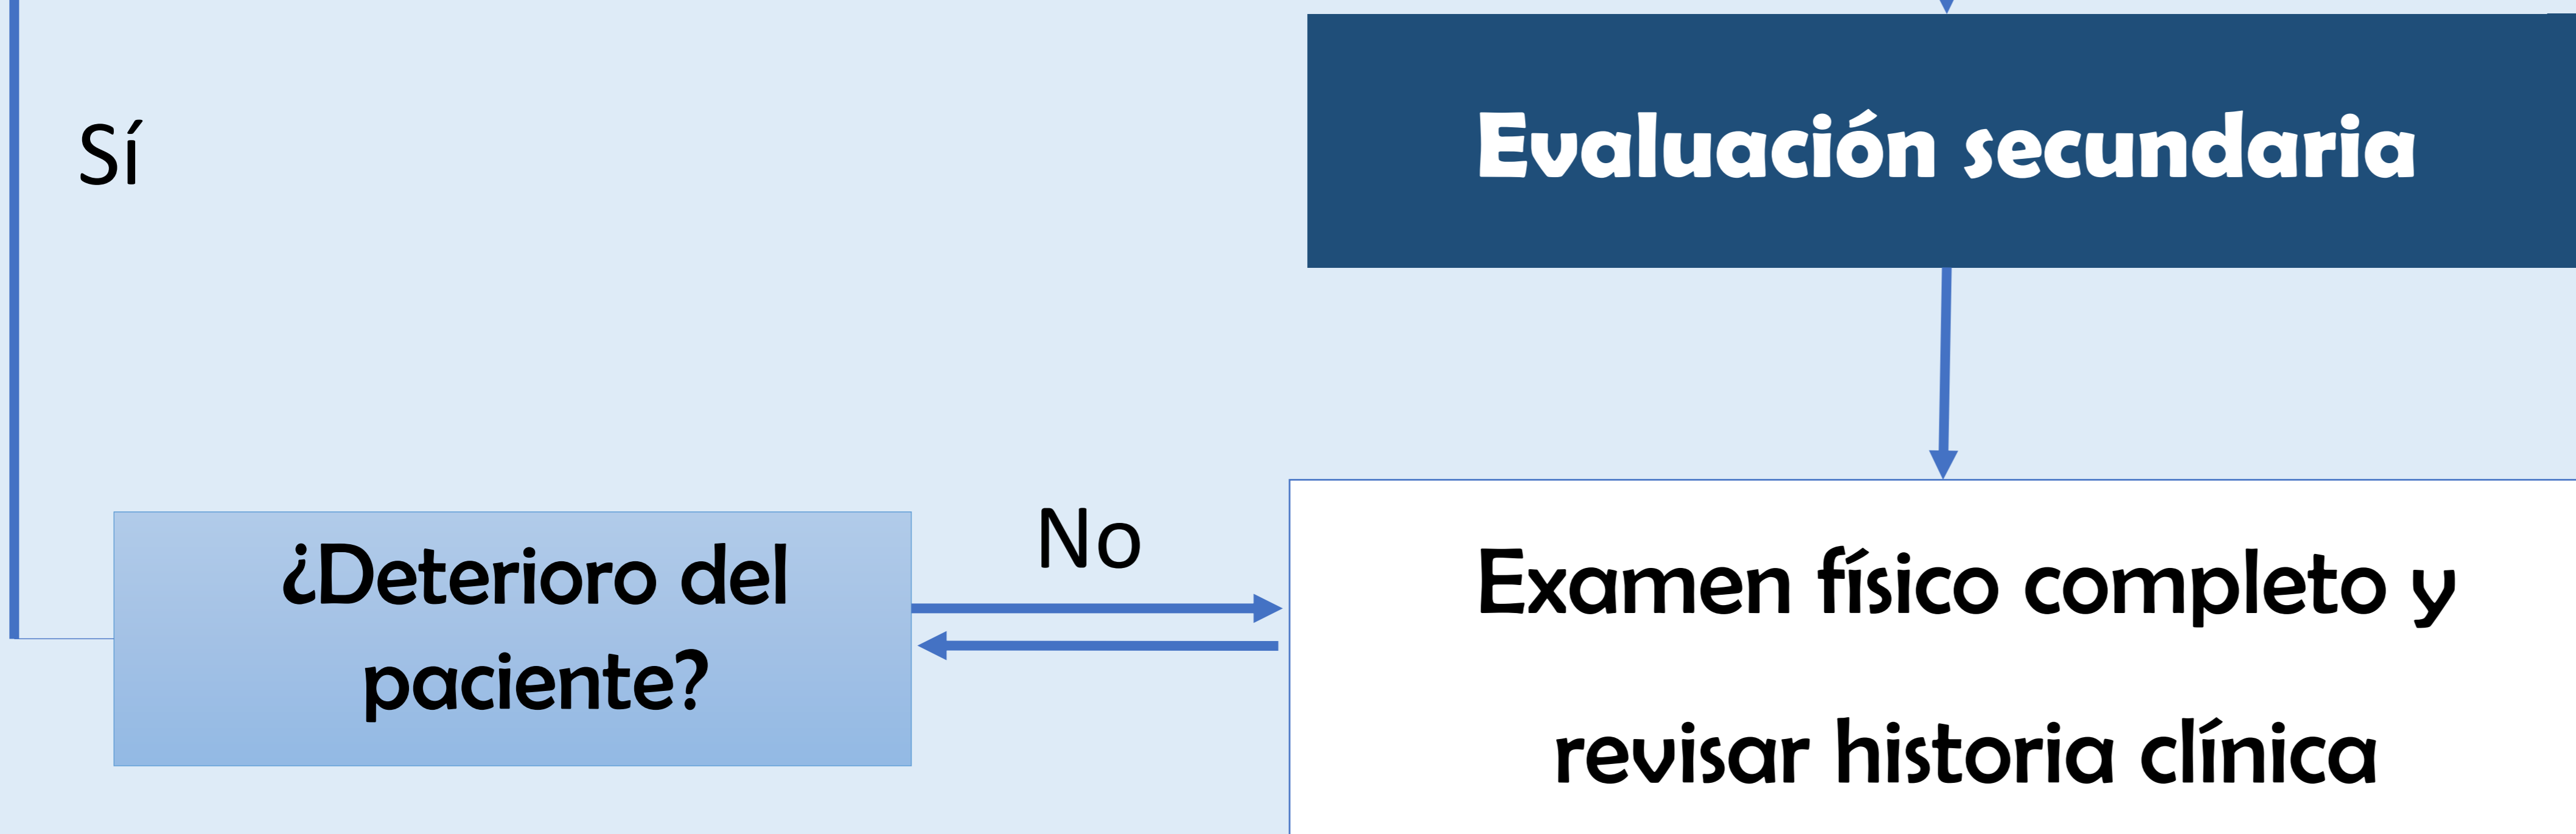 Sí
Evaluación secundaria
¿Deterioro del
paciente?
No
Examen físico completo y
revisar historia clínica